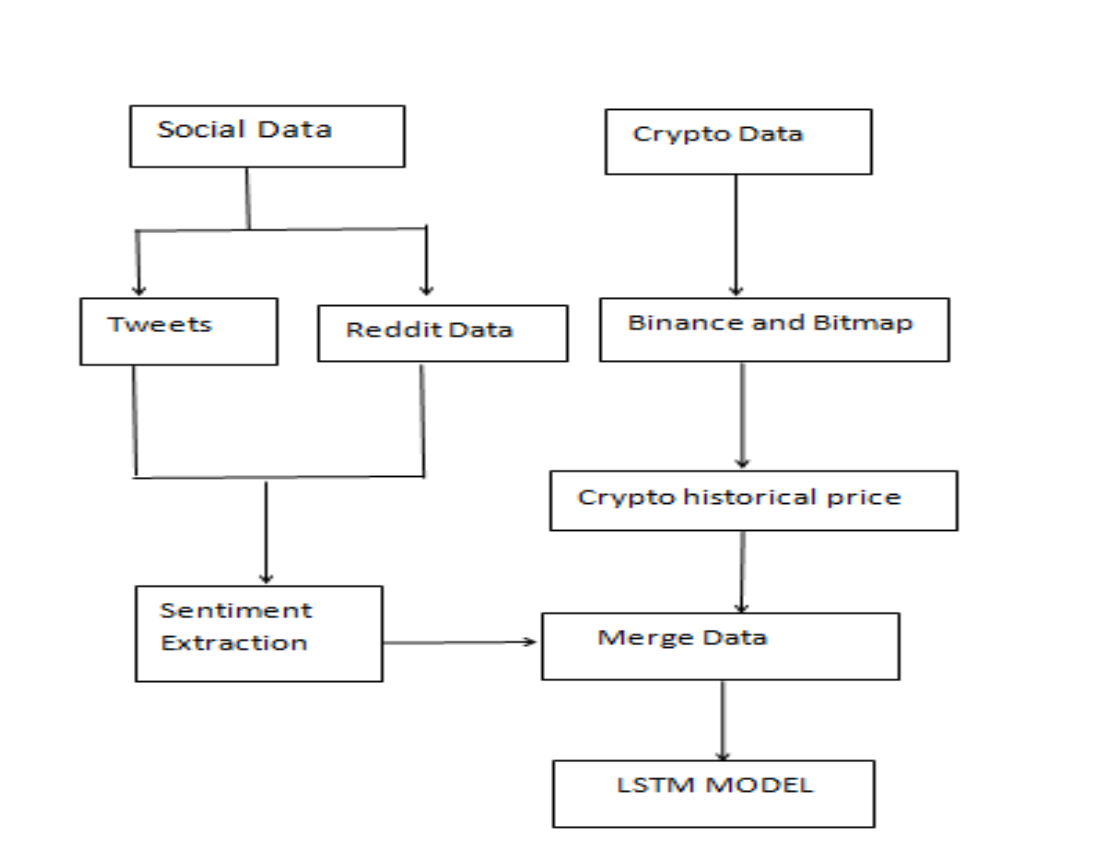 Social Data
Crypto Data
Tweets
Reddit Data
Binance and Bitmap
Crypto historical price
Sentiment
Extraction
Merge Data
LSTM MODEL